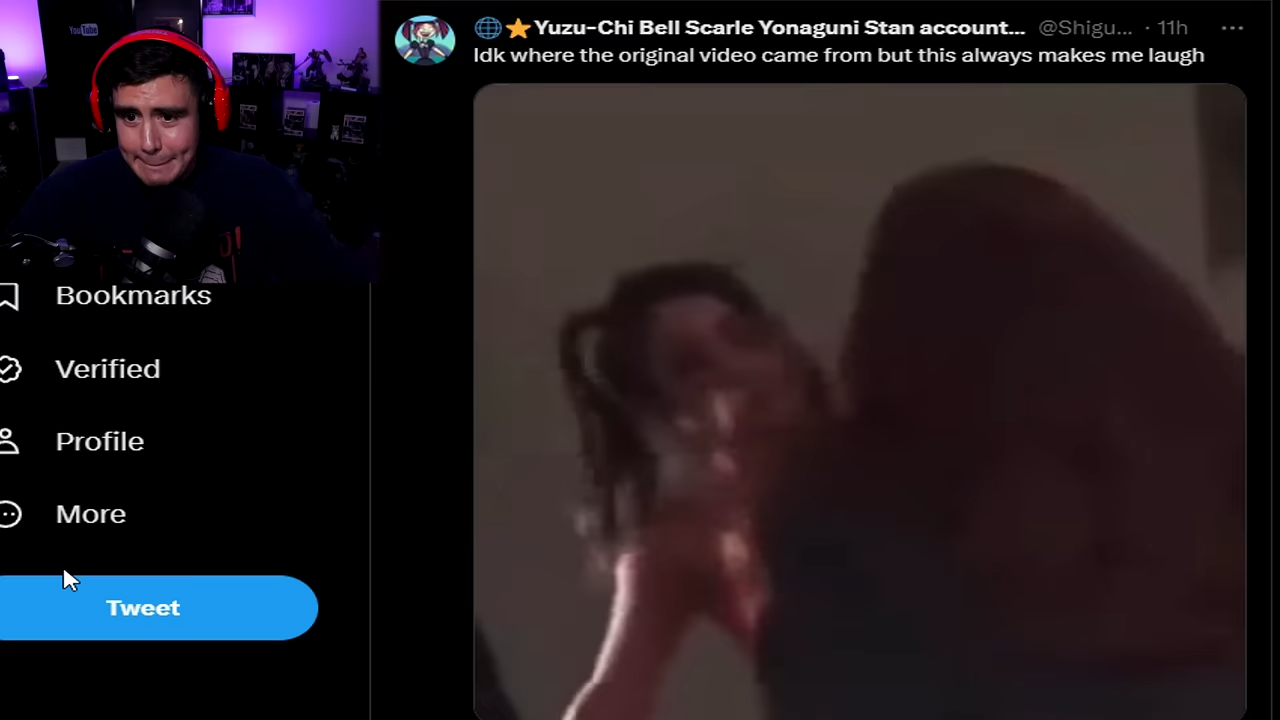 YouTube
Yuzu-Chi Bell Scarle Yonaguni Stan account... @Shigu... · 11h
Idk where the original video came from but this always makes me laugh
Bookmarks
Verified
Profile
More
Tweet